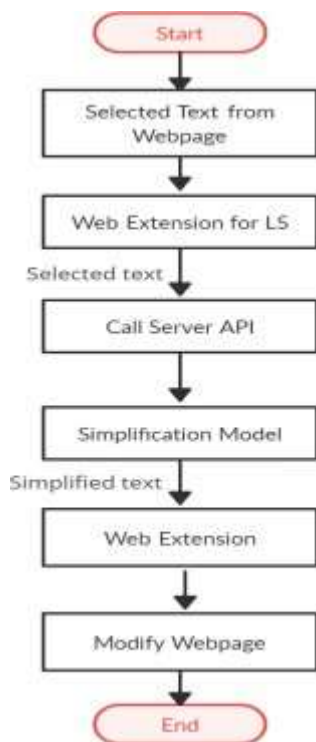 Start
Selected Text from
Webpage
Web Extension for LS
Selected text
Call Server API
Simplification Model
Simplified text
Web Extension
Modify Webpage
End